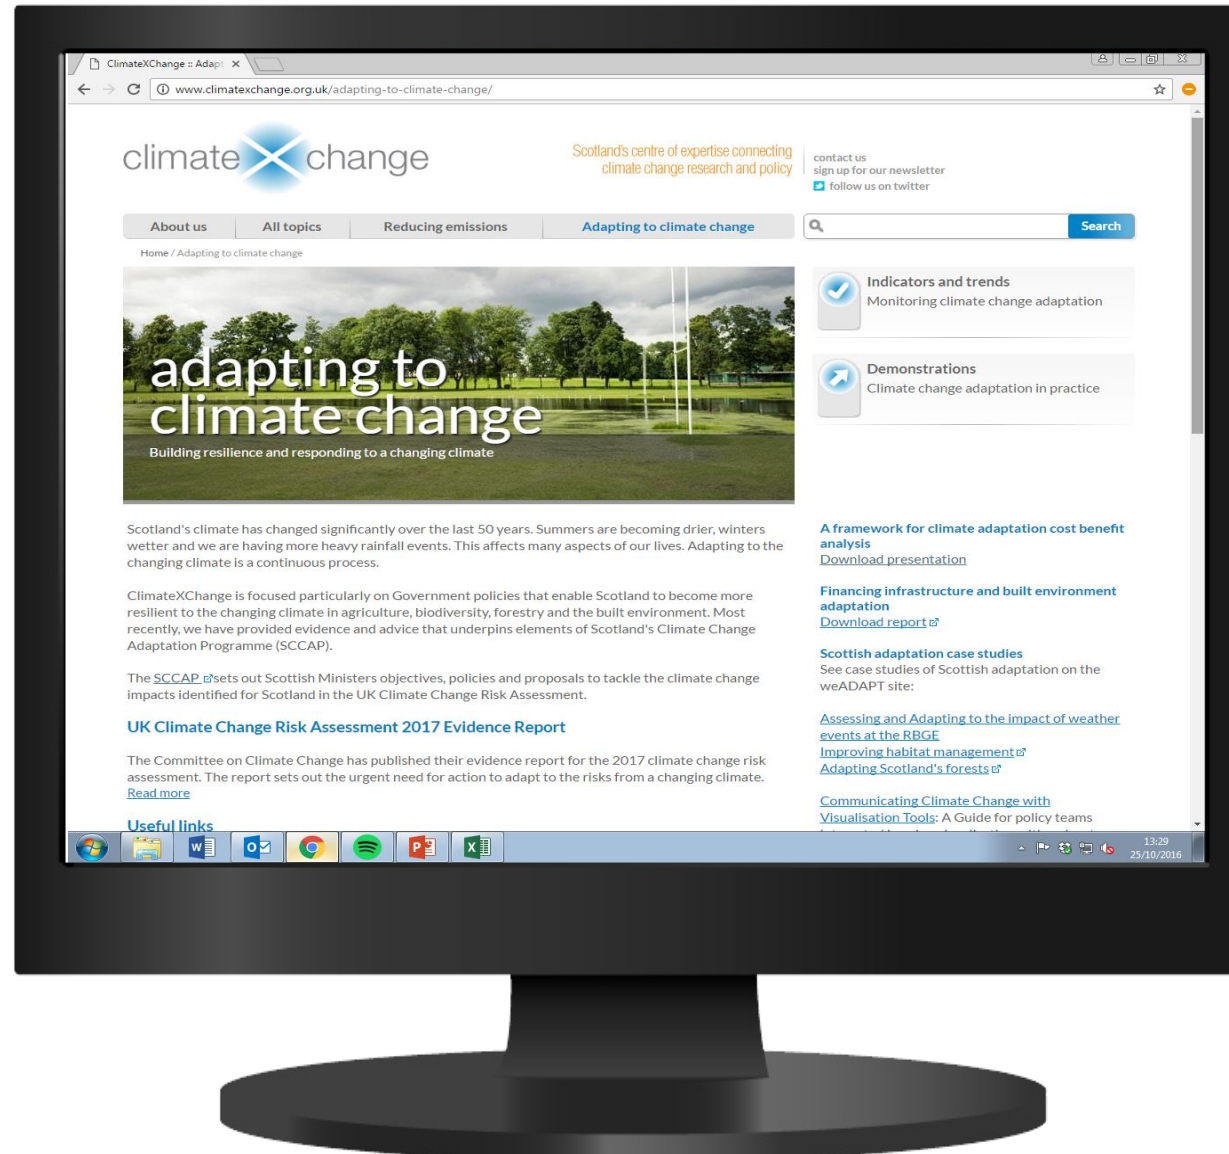 ClimateXChange :: Adapt
www.climatexchange.org.uk/adapting-to-climate-change/
climateXchange
Scotland's centre of expertise connecting
climate change research and policy
contact us
sign up for our newsletter
follow us on twitter
About us
All topics
Reducing emissions
Adapting to climate change
Search
Home / Adapting to climate change
adapting to
climate change
Building resilience and responding to a changing climate
Indicators and trends
Monitoring climate change adaptation
Demonstrations
Climate change adaptation in practice
Scotland's climate has changed significantly over the last 50 years. Summers are becoming drier, winters
wetter and we are having more heavy rainfall events. This affects many aspects of our lives. Adapting to the
changing climate is a continuous process.
ClimateXChange is focused particularly on Government policies that enable Scotland to become more
resilient to the changing climate in agriculture, biodiversity, forestry and the built environment. Most
recently, we have provided evidence and advice that underpins elements of Scotland's Climate Change
Adaptation Programme (SCCAP).
The SCCAP sets out Scottish Ministers objectives, policies and proposals to tackle the climate change
impacts identified for Scotland in the UK Climate Change Risk Assessment.
UK Climate Change Risk Assessment 2017 Evidence Report
The Committee on Climate Change has published their evidence report for the 2017 climate change risk
assessment. The report sets out the urgent need for action to adapt to the risks from a changing climate.
Read more
Useful links
A framework for climate adaptation cost benefit
analysis
Download presentation
Financing infrastructure and built environment
adaptation
Download report
Scottish adaptation case studies
See case studies of Scottish adaptation on the
weADAPT site:
Assessing and Adapting to the impact of weather
events at the RBGE
Improving habitat management
Adapting Scotland's forests
Communicating Climate Change with
Visualisation Tools: A Guide for policy teams
13:29
25/10/2016